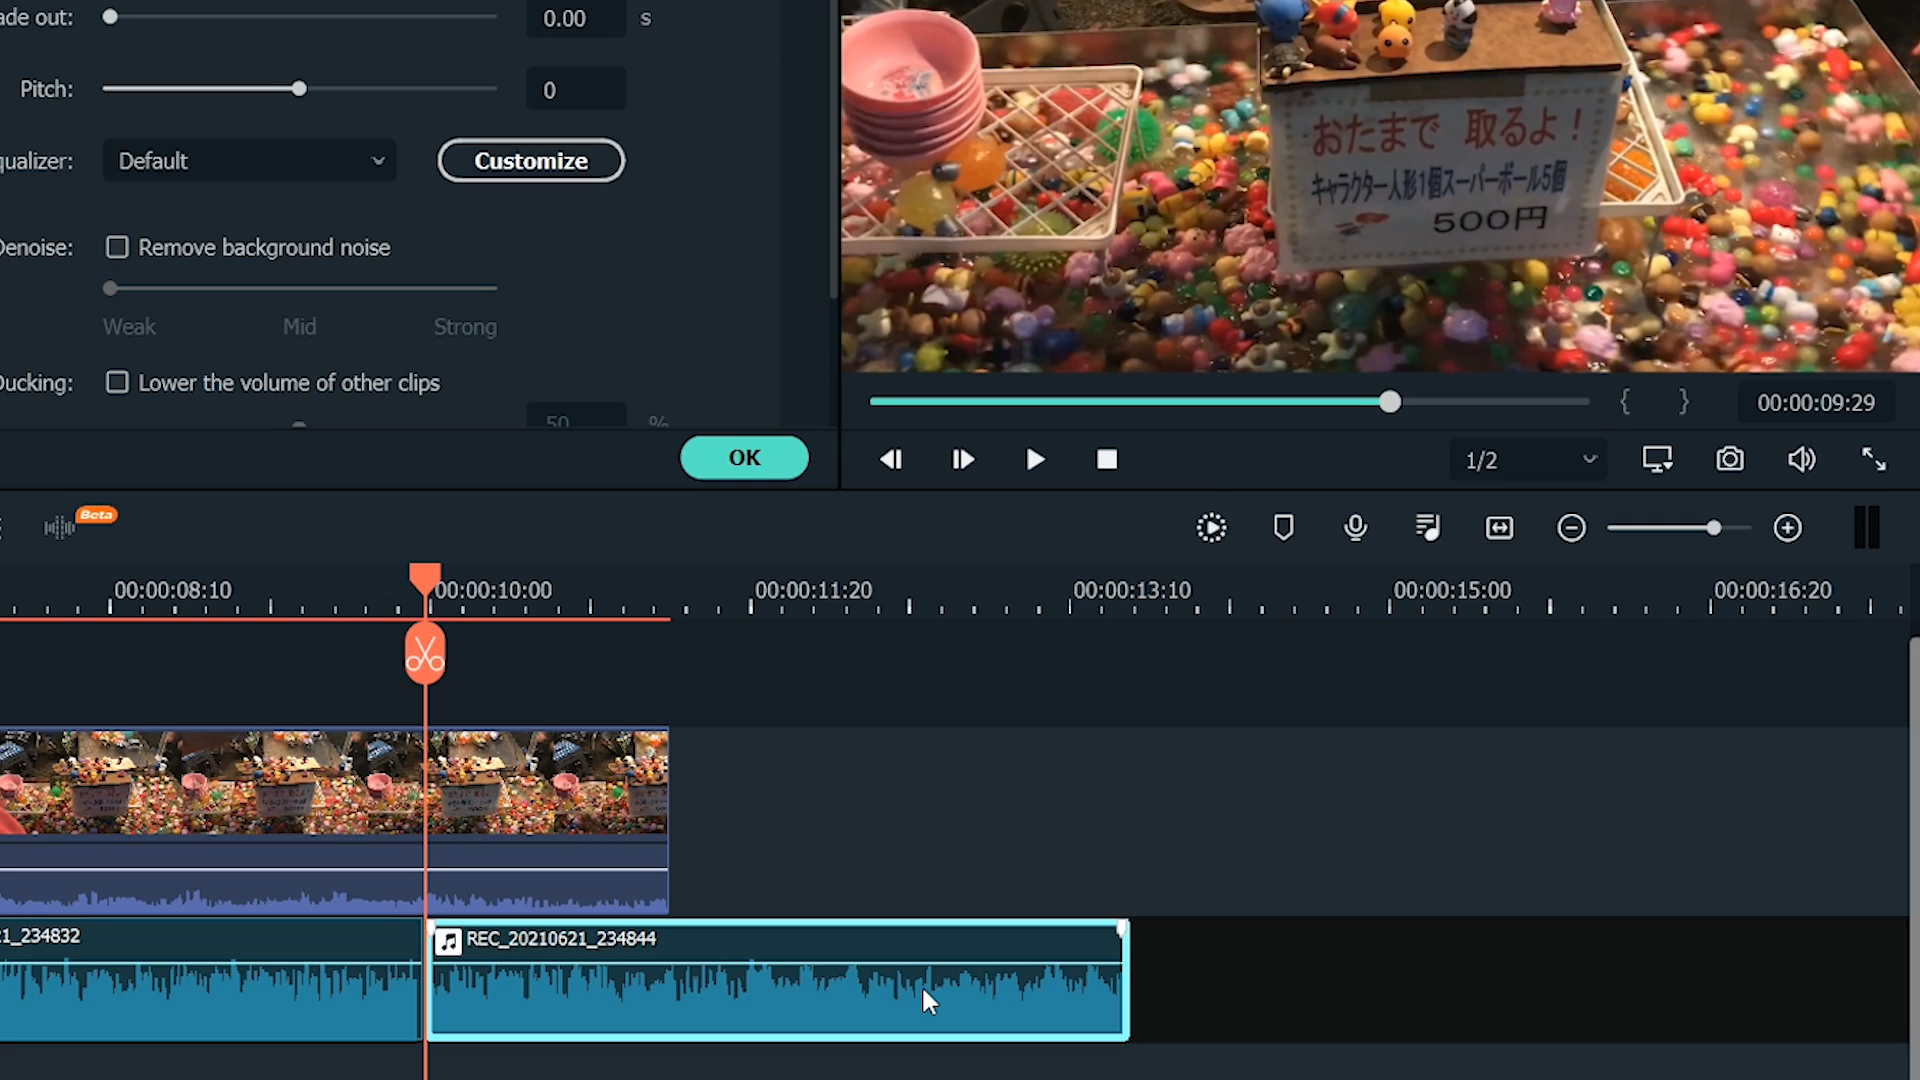 ade out:
0.00 s
Pitch:
0
qualizer:
Default
Customize
Denoise:
Remove background noise
Weak Mid Strong
Ducking:
Lower the volume of other clips
50 %
OK
おたまで 取るよ!
キャラクター人形1個スーパーボール5個
500円
{ } 00:00:09:29
1/2
Beta
00:00:08:10 00:00:10:00 00:00:11:20 00:00:13:10 00:00:15:00 00:00:16:20
1_234832
REC_20210621_234844